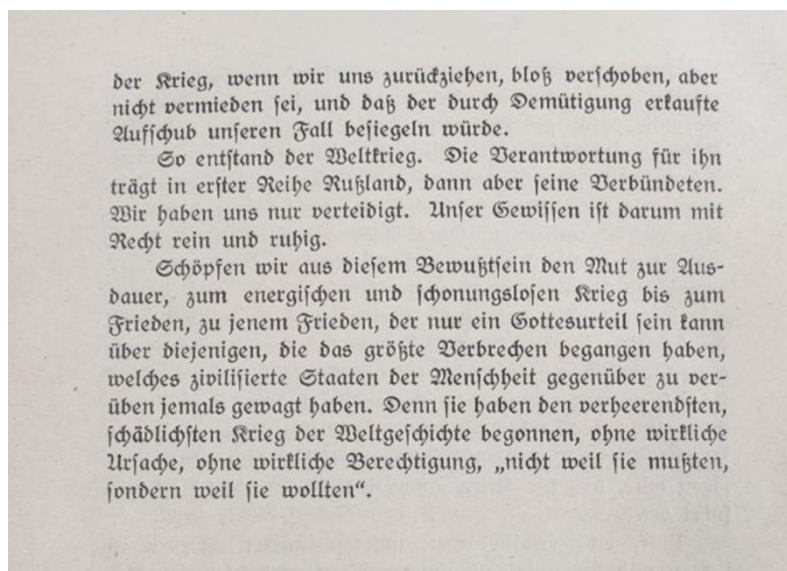 der Krieg, wenn wir uns zurückziehen, bloß verschoben, aber
nicht vermieden sei, und daß der durch Demütigung erkaufte
Aufschub unseren Fall besiegeln würde.
So entstand der Weltkrieg. Die Verantwortung für ihn
trägt in erster Reihe Rußland, dann aber seine Verbündeten.
Wir haben uns nur verteidigt. Unser Gewissen ist darum mit
Recht rein und ruhig.
Schöpfen wir aus diesem Bewußtsein den Mut zur Aus-
dauer, zum energischen und schonungslosen Krieg bis zum
Frieden, zu jenem Frieden, der nur ein Gottesurteil sein kann
über diejenigen, die das größte Verbrechen begangen haben,
welches zivilisierte Staaten der Menschheit gegenüber zu ver-
üben jemals gewagt haben. Denn sie haben den verheerendsten,
schädlichsten Krieg der Weltgeschichte begonnen, ohne wirkliche
Ursache, ohne wirkliche Berechtigung, „nicht weil sie mußten,
sondern weil sie wollten“.